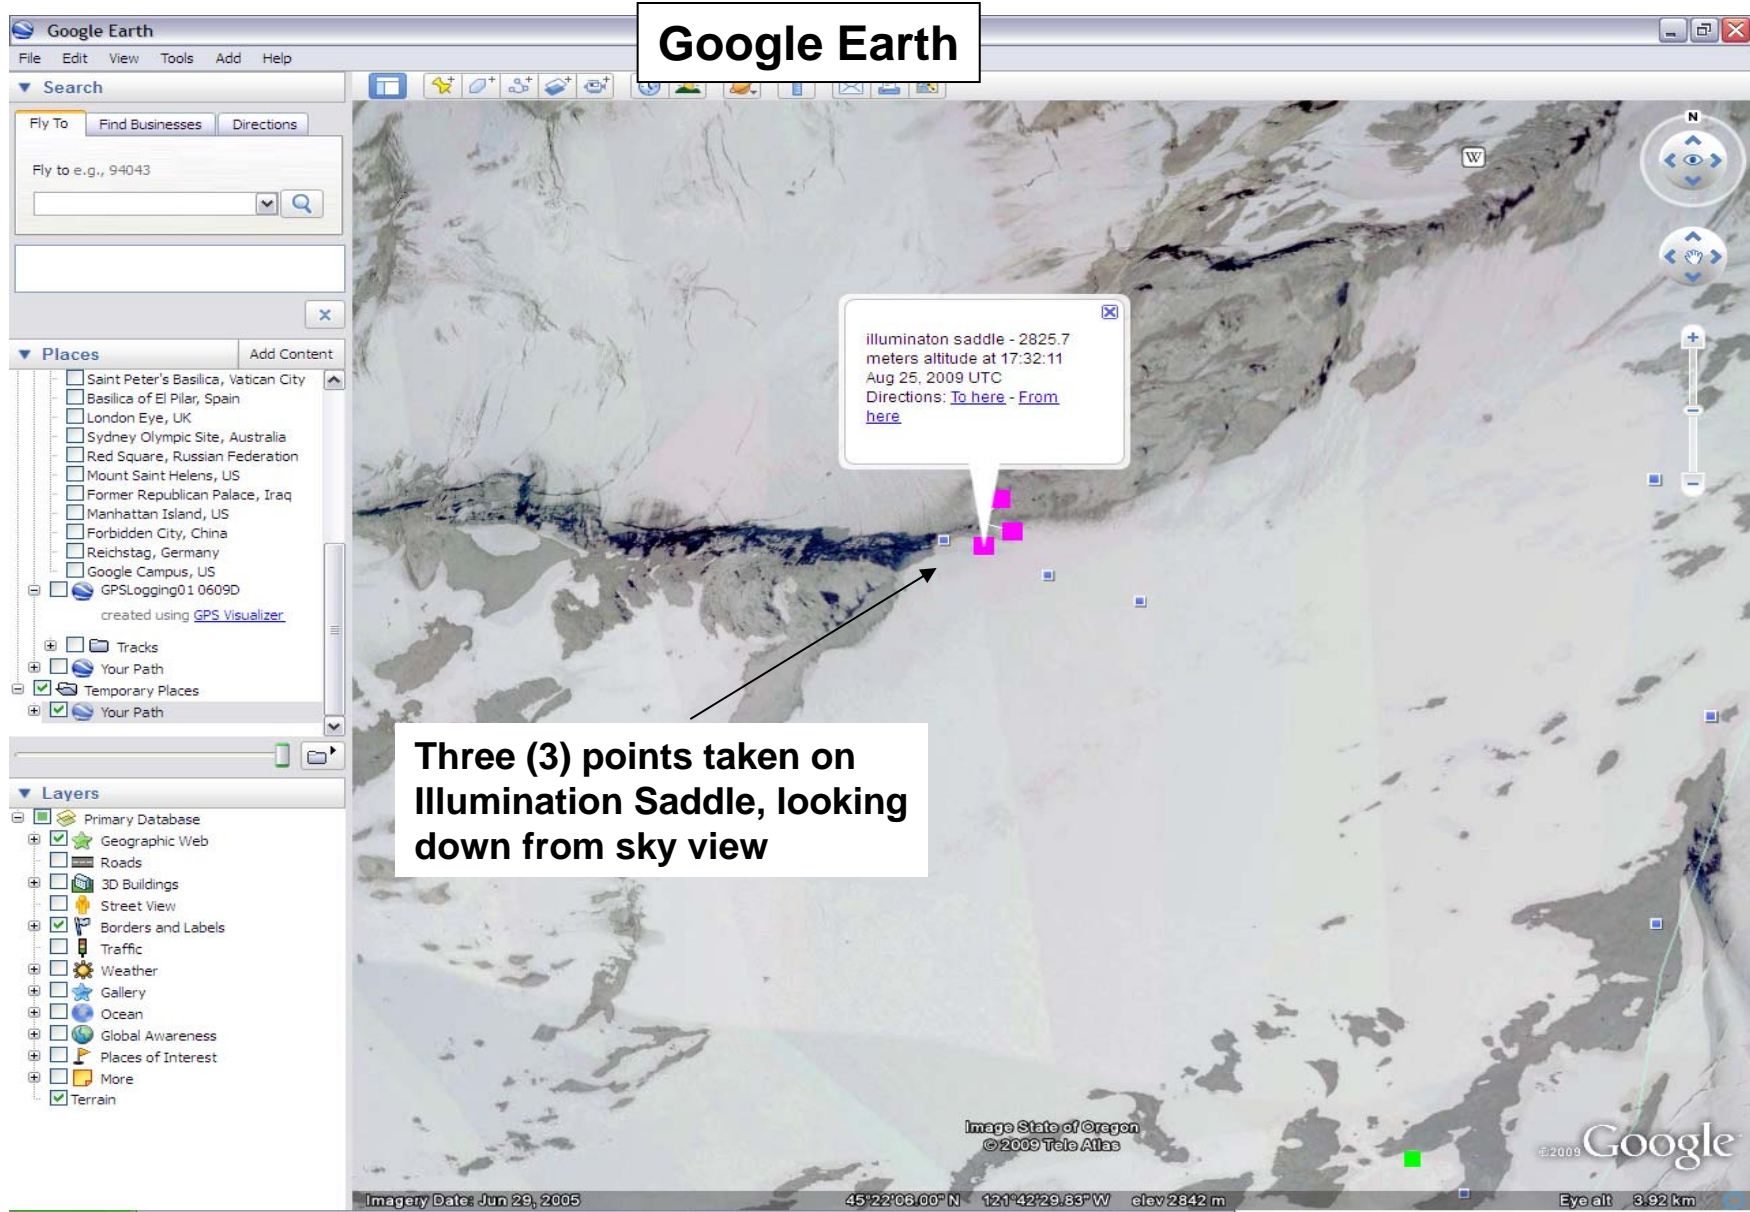 Google Earth
Google Earth
File Edit View Tools Add Help
Search
Fly To Find Businesses Directions
Fly to e.g., 94043
Places Add Content
Saint Peter's Basilica, Vatican City
Basilica of El Pilar, Spain
London Eye, UK
Sydney Olympic Site, Australia
Red Square, Russian Federation
Mount Saint Helens, US
Former Republican Palace, Iraq
Manhattan Island, US
Forbidden City, China
Reichstag, Germany
Google Campus, US
GPSLogging01 0609D
created using GPS Visualizer
Tracks
Your Path
Temporary Places
Your Path
Layers
Primary Database
Geographic Web
Roads
3D Buildings
Street View
Borders and Labels
Traffic
Weather
Gallery
Ocean
Global Awareness
Places of Interest
More
Terrain
N
W
illuminaton saddle - 2825.7
meters altitude at 17:32:11
Aug 25, 2009 UTC
Directions: To here - From
here
Three (3) points taken on
Illumination Saddle, looking
down from sky view
Image State of Oregon
© 2009 Tele Atlas
©2009 Google
Imagery Date: Jun 29, 2005 45°22'06.00" N 121°42'29.83" W elev 2842 m Eye alt 3.92 km